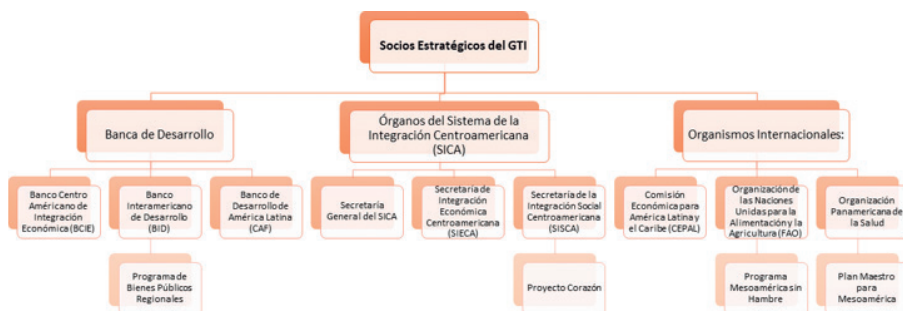 Socios Estratégicos del GTI
Banca de Desarrollo
Órganos del Sistema de la
Integración Centroamericana
(SICA)
Organismos Internacionales:
Banco Centro
Américano de
Integración
Económica (BCIE)
Banco
Interamericano de
Desarrollo (BID)
Banco de
Desarrollo de
América Latina (CAF)
Secretaría
General del SICA
Secretaría de
Integración
Económica
Centroamericana
(SIECA)
Secretaría de la
Integración Social
Centroamericana
(SISCA)
Comisión
Económica para
América Latina y
el Caribe (CEPAL)
Organización de
las Naciones
Unidas para la
Alimentación y la
Agricultura (FAO)
Organización
Panamericana de
la Salud
Programa de
Bienes Públicos
Regionales
Proyecto Corazón
Programa
Mesoamérica sin
Hambre
Plan Maestro
para
Mesoamérica